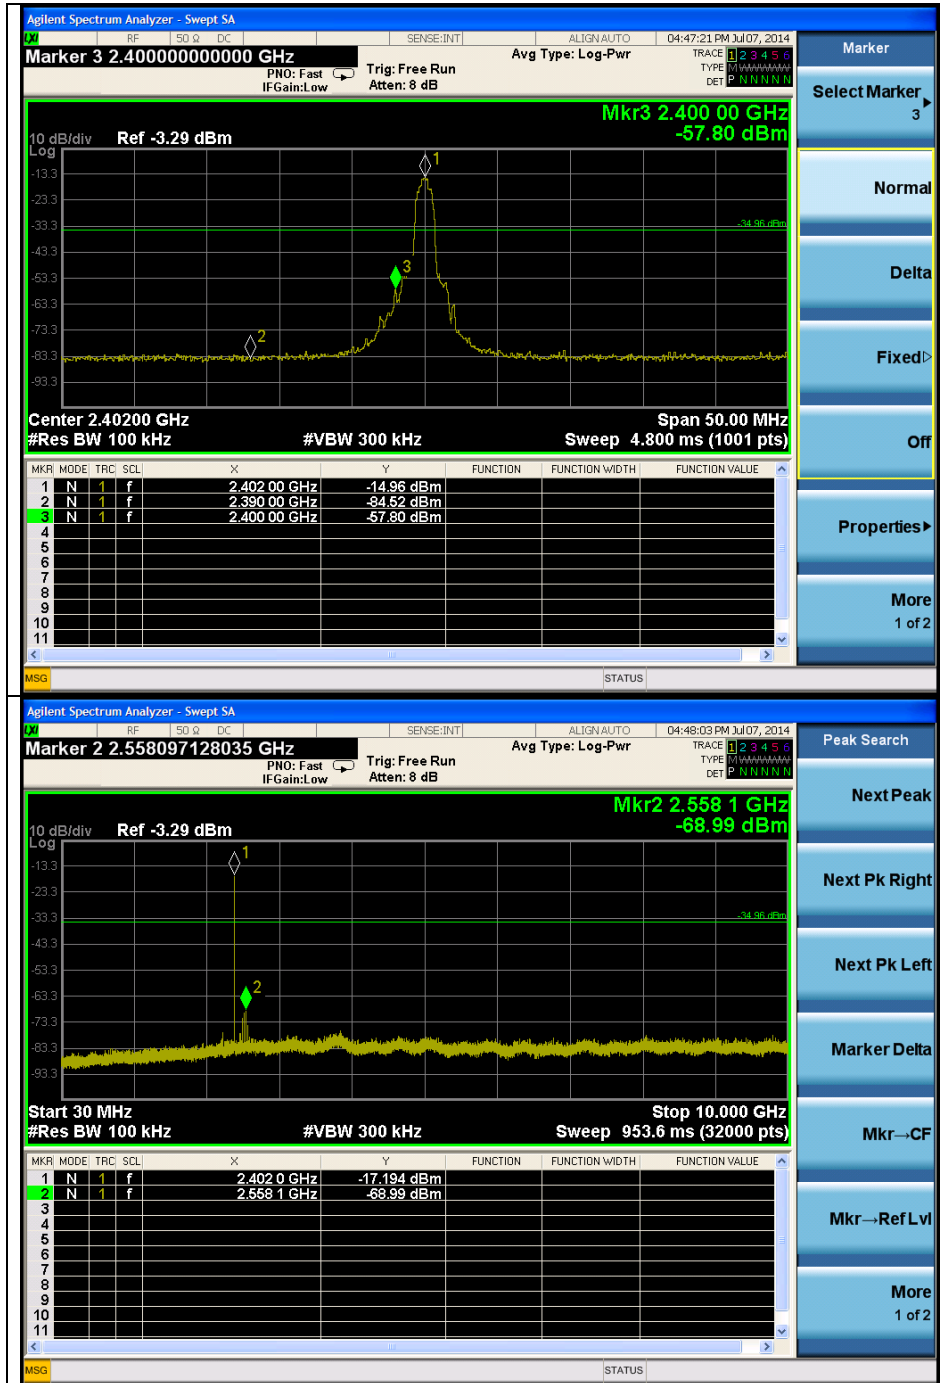 Agilent Spectrum Analyzer - Swept SA
LXI RF 50 Ω DC SENSE:INT ALIGN AUTO 04:47:21 PM Jul 07, 2014
Marker 3 2.400000000000 GHz
PNO: Fast
IFGain:Low
Trig: Free Run
Atten: 8 dB
Avg Type: Log-Pwr
TRACE 1 2 3 4 5 6
TYPE M
DET P N N N N N
Mkr3 2.400 00 GHz
-57.80 dBm
10 dB/div Ref -3.29 dBm
Log
-13.3
-23.3
-33.3
-43.3
-53.3
-63.3
-73.3
-83.3
-93.3
1
-34.96 dBm
3
2
Center 2.40200 GHz Span 50.00 MHz
#Res BW 100 kHz #VBW 300 kHz Sweep 4.800 ms (1001 pts)
MKR MODE TRC SCL X Y FUNCTION FUNCTION WIDTH FUNCTION VALUE
1 N 1 f 2.402 00 GHz -14.96 dBm
2 N 1 f 2.390 00 GHz -84.52 dBm
3 N 1 f 2.400 00 GHz -57.80 dBm
4
5
6
7
8
9
10
11
MSG STATUS
Marker
Select Marker
3
Normal
Delta
Fixed
Off
Properties
More
1 of 2
Agilent Spectrum Analyzer - Swept SA
LXI RF 50 Ω DC SENSE:INT ALIGN AUTO 04:48:03 PM Jul 07, 2014
Marker 2 2.558097128035 GHz
PNO: Fast
IFGain:Low
Trig: Free Run
Atten: 8 dB
Avg Type: Log-Pwr
TRACE 1 2 3 4 5 6
TYPE M
DET P N N N N N
Mkr2 2.558 1 GHz
-68.99 dBm
10 dB/div Ref -3.29 dBm
Log
-13.3
-23.3
-33.3
-43.3
-53.3
-63.3
-73.3
-83.3
-93.3
1
-34.96 dBm
2
Start 30 MHz Stop 10.000 GHz
#Res BW 100 kHz #VBW 300 kHz Sweep 953.6 ms (32000 pts)
MKR MODE TRC SCL X Y FUNCTION FUNCTION WIDTH FUNCTION VALUE
1 N 1 f 2.402 0 GHz -17.194 dBm
2 N 1 f 2.558 1 GHz -68.99 dBm
3
4
5
6
7
8
9
10
11
MSG STATUS
Peak Search
Next Peak
Next Pk Right
Next Pk Left
Marker Delta
Mkr→CF
Mkr→Ref Lvl
More
1 of 2